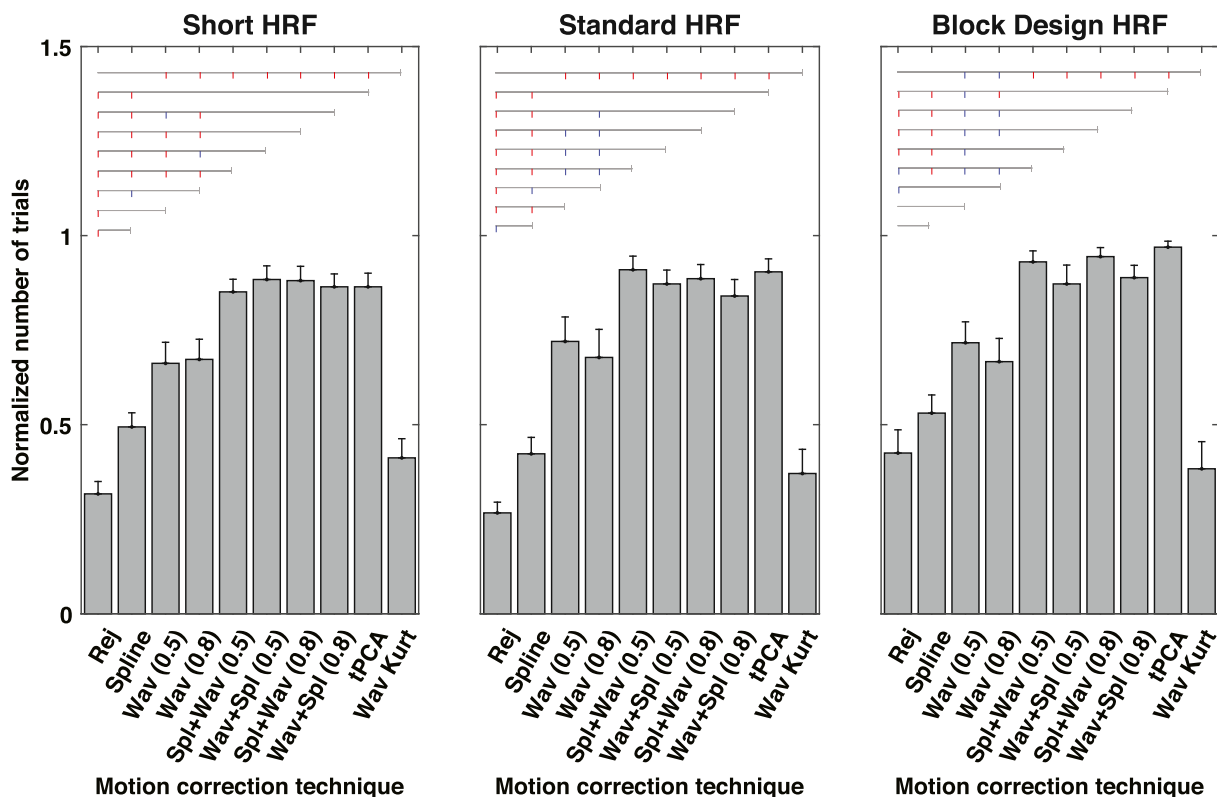 Short HRF
Standard HRF
Block Design HRF
Normalized number of trials
1.5
1
0.5
0
Rej
Spline
Wav (0.5)
Wav (0.8)
Spl+Wav (0.5)
Wav+Spl (0.5)
Spl+Wav (0.8)
Wav+Spl (0.8)
tPCA
Wav Kurt
Rej
Spline
Wav (0.5)
Wav (0.8)
Spl+Wav (0.5)
Wav+Spl (0.5)
Spl+Wav (0.8)
Wav+Spl (0.8)
tPCA
Wav Kurt
Rej
Spline
Wav (0.5)
Wav (0.8)
Spl+Wav (0.5)
Wav+Spl (0.5)
Spl+Wav (0.8)
Wav+Spl (0.8)
tPCA
Wav Kurt
Motion correction technique
Motion correction technique
Motion correction technique